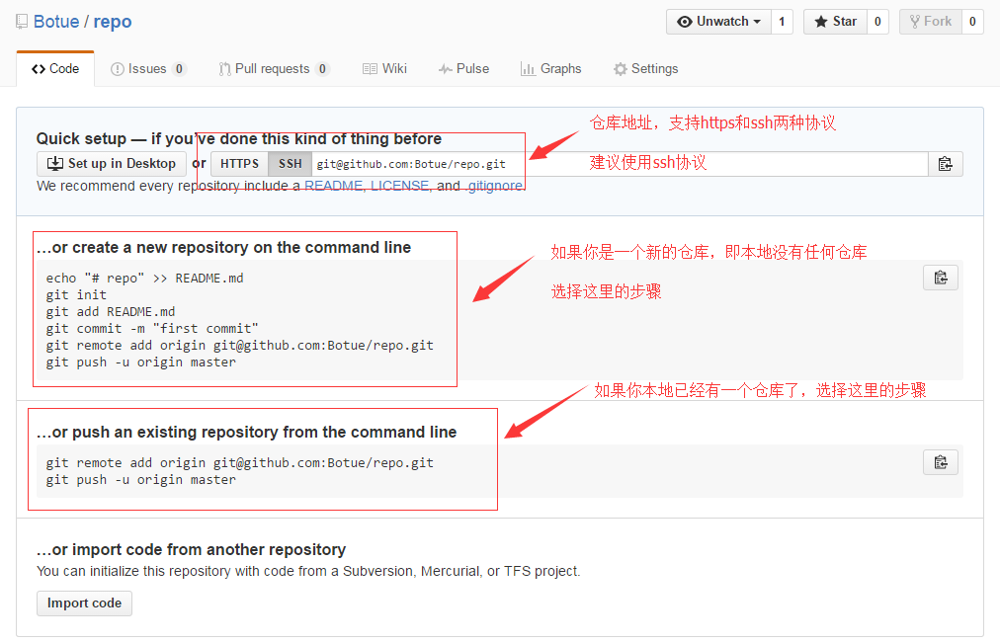 Botue / repo
Unwatch 1 Star 0 Fork 0
Code Issues 0 Pull requests 0 Wiki Pulse Graphs Settings
仓库地址，支持https和ssh两种协议
Quick setup — if you've done this kind of thing before
Set up in Desktop or HTTPS SSH git@github.com:Botue/repo.git
建议使用ssh协议
We recommend every repository include a README, LICENSE, and .gitignore.
…or create a new repository on the command line
如果你是一个新的仓库，即本地没有任何仓库
选择这里的步骤
echo "# repo" >> README.md
git init
git add README.md
git commit -m "first commit"
git remote add origin git@github.com:Botue/repo.git
git push -u origin master
如果你本地已经有一个仓库了，选择这里的步骤
…or push an existing repository from the command line
git remote add origin git@github.com:Botue/repo.git
git push -u origin master
…or import code from another repository
You can initialize this repository with code from a Subversion, Mercurial, or TFS project.
Import code